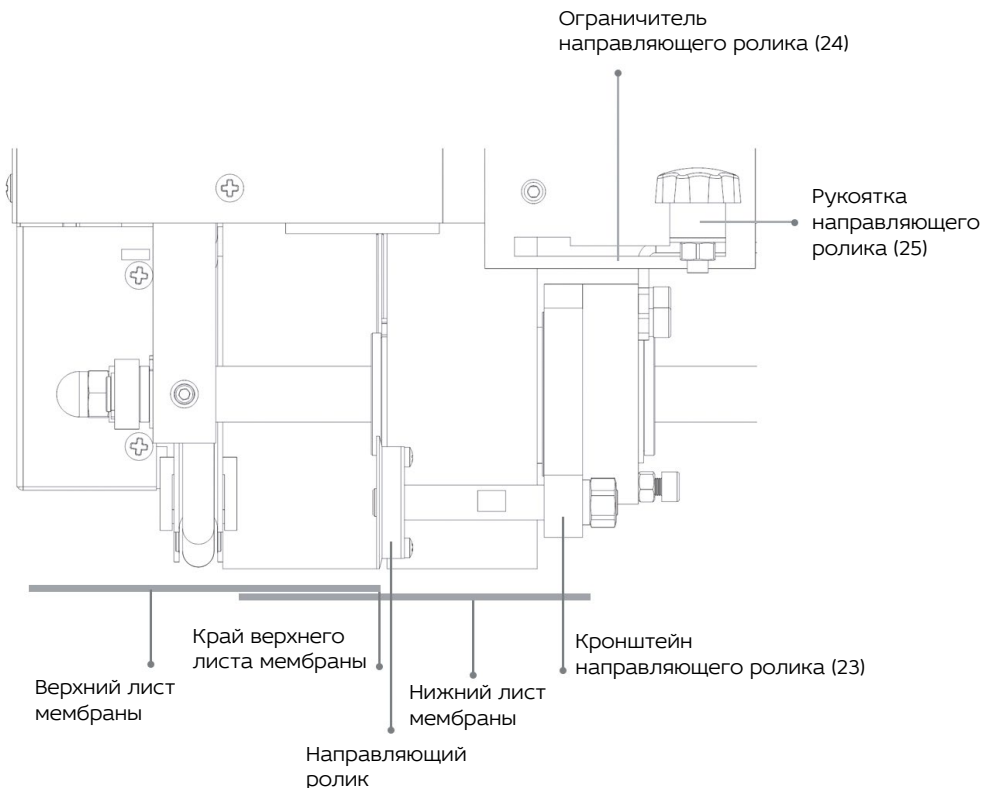 Ограничитель
направляющего ролика (24)
Рукоятка
направляющего
ролика (25)
Край верхнего
листа мембраны
Кронштейн
направляющего ролика (23)
Верхний лист
мембраны
Нижний лист
мембраны
Направляющий
ролик